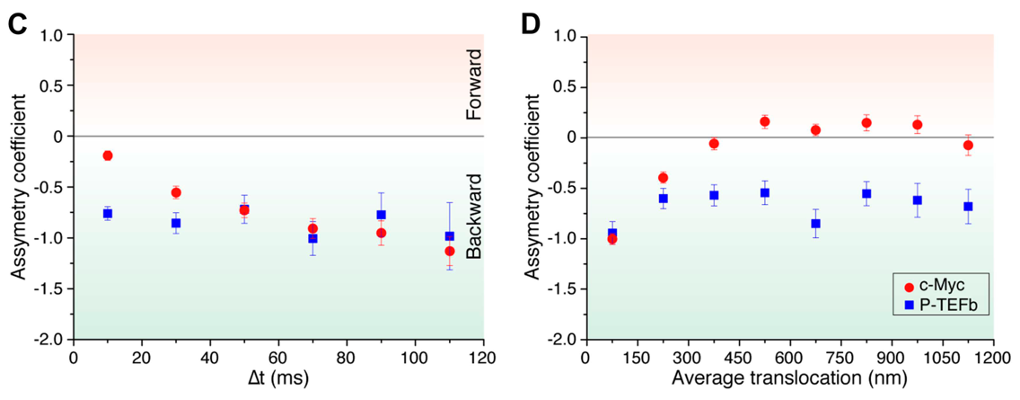 C
1.0
0.5
0
-0.5
-1.0
-1.5
-2.0
Assymetry coefficient
Forward
Backward
0 20 40 60 80 100 120
Δt (ms)
D
1.0
0.5
0
-0.5
-1.0
-1.5
-2.0
Assymetry coefficient
c-Myc
P-TEFb
0 150 300 450 600 750 900 1050 1200
Average translocation (nm)